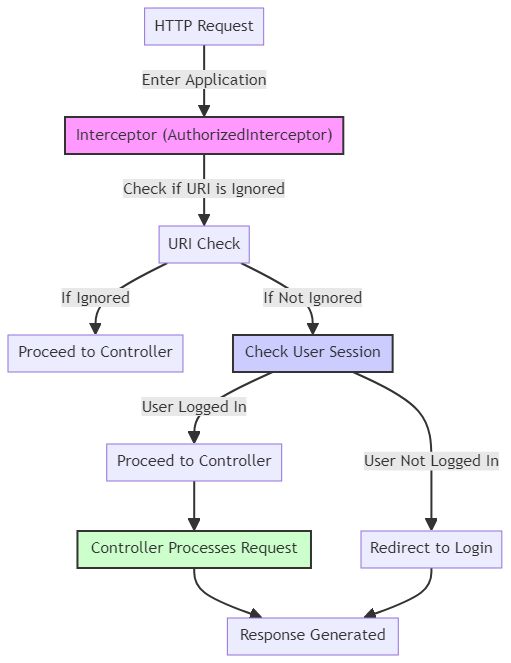 HTTP Request
Enter Application
Interceptor (AuthorizedInterceptor)
Check if URI is Ignored
URI Check
If Ignored
If Not Ignored
Proceed to Controller
Check User Session
User Logged In
Proceed to Controller
User Not Logged In
Controller Processes Request
Redirect to Login
Response Generated